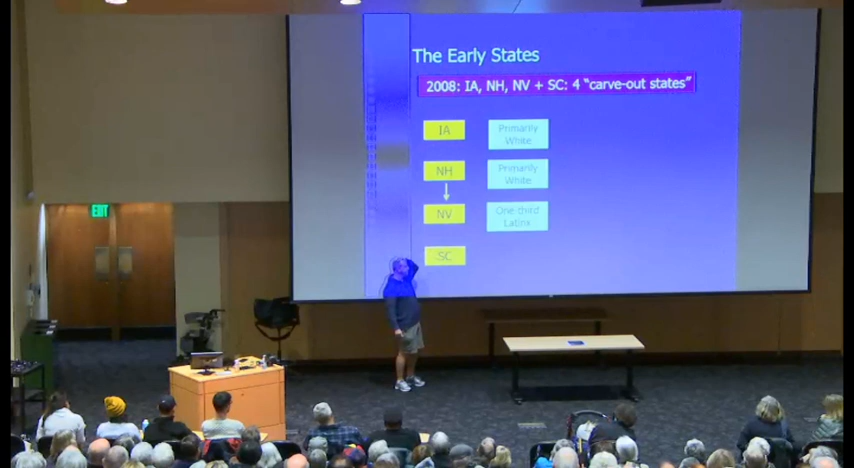 The Early States
2008: IA, NH, NV + SC: 4 “carve-out states”
IA
Primarily
White
NH
Primarily
White
NV
One-third
Latinx
SC
EXIT